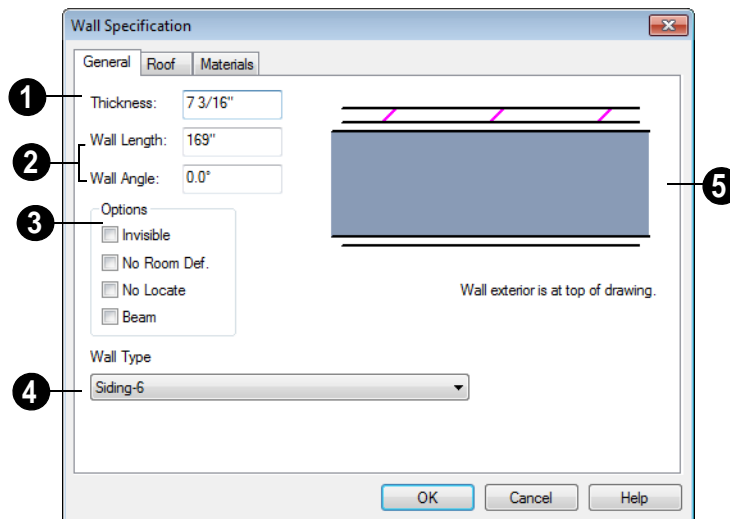 Wall Specification
General Roof Materials
1 Thickness: 7 3/16"
2 Wall Length: 169"
Wall Angle: 0.0°
3 Options
Invisible
No Room Def.
No Locate
Beam
5
Wall exterior is at top of drawing.
Wall Type
4 Siding-6
OK Cancel Help